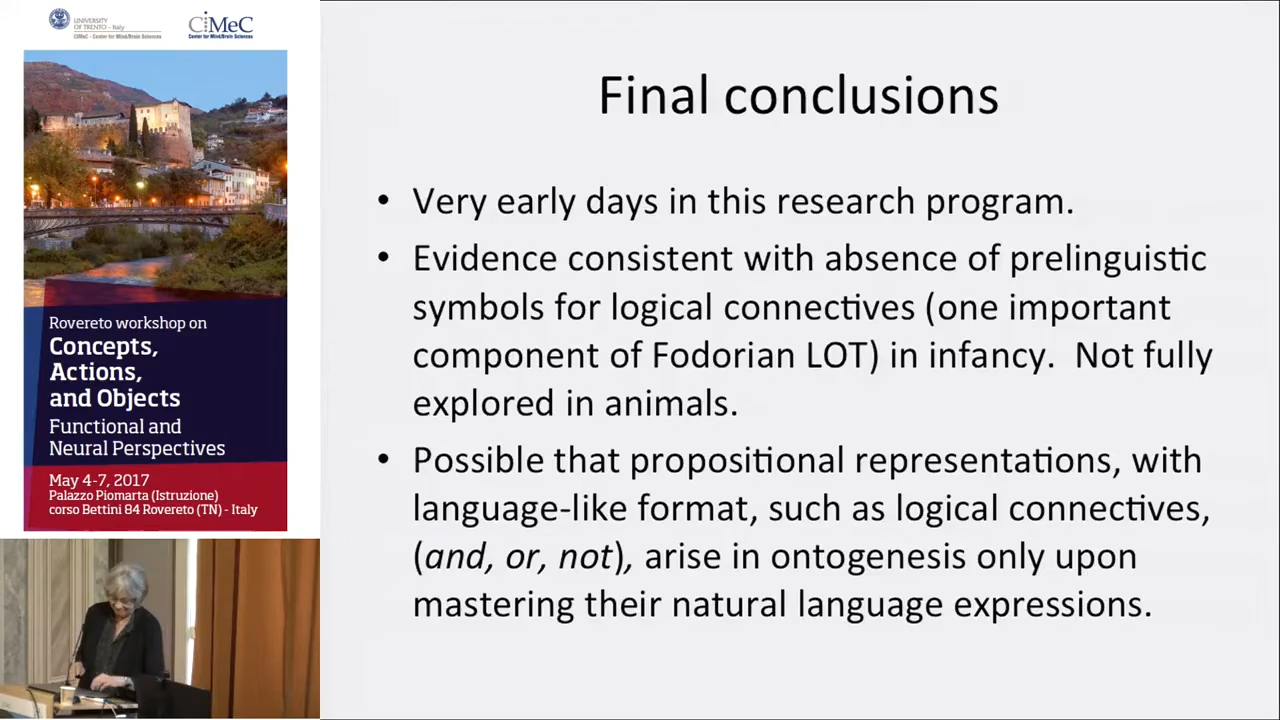 UNIVERSITY
OF TRENTO - Italy
CIMeC - Center for Mind/Brain Sciences
CiMeC
Center for Mind/Brain Sciences
Rovereto workshop on
Concepts,
Actions,
and Objects
Functional and
Neural Perspectives
May 4-7, 2017
Palazzo Piomarta (Istruzione)
corso Bettini 84 Rovereto (TN) - Italy
Final conclusions
• Very early days in this research program.
• Evidence consistent with absence of prelinguistic
symbols for logical connectives (one important
component of Fodorian LOT) in infancy.  Not fully
explored in animals.
• Possible that propositional representations, with
language-like format, such as logical connectives,
(and, or, not), arise in ontogenesis only upon
mastering their natural language expressions.